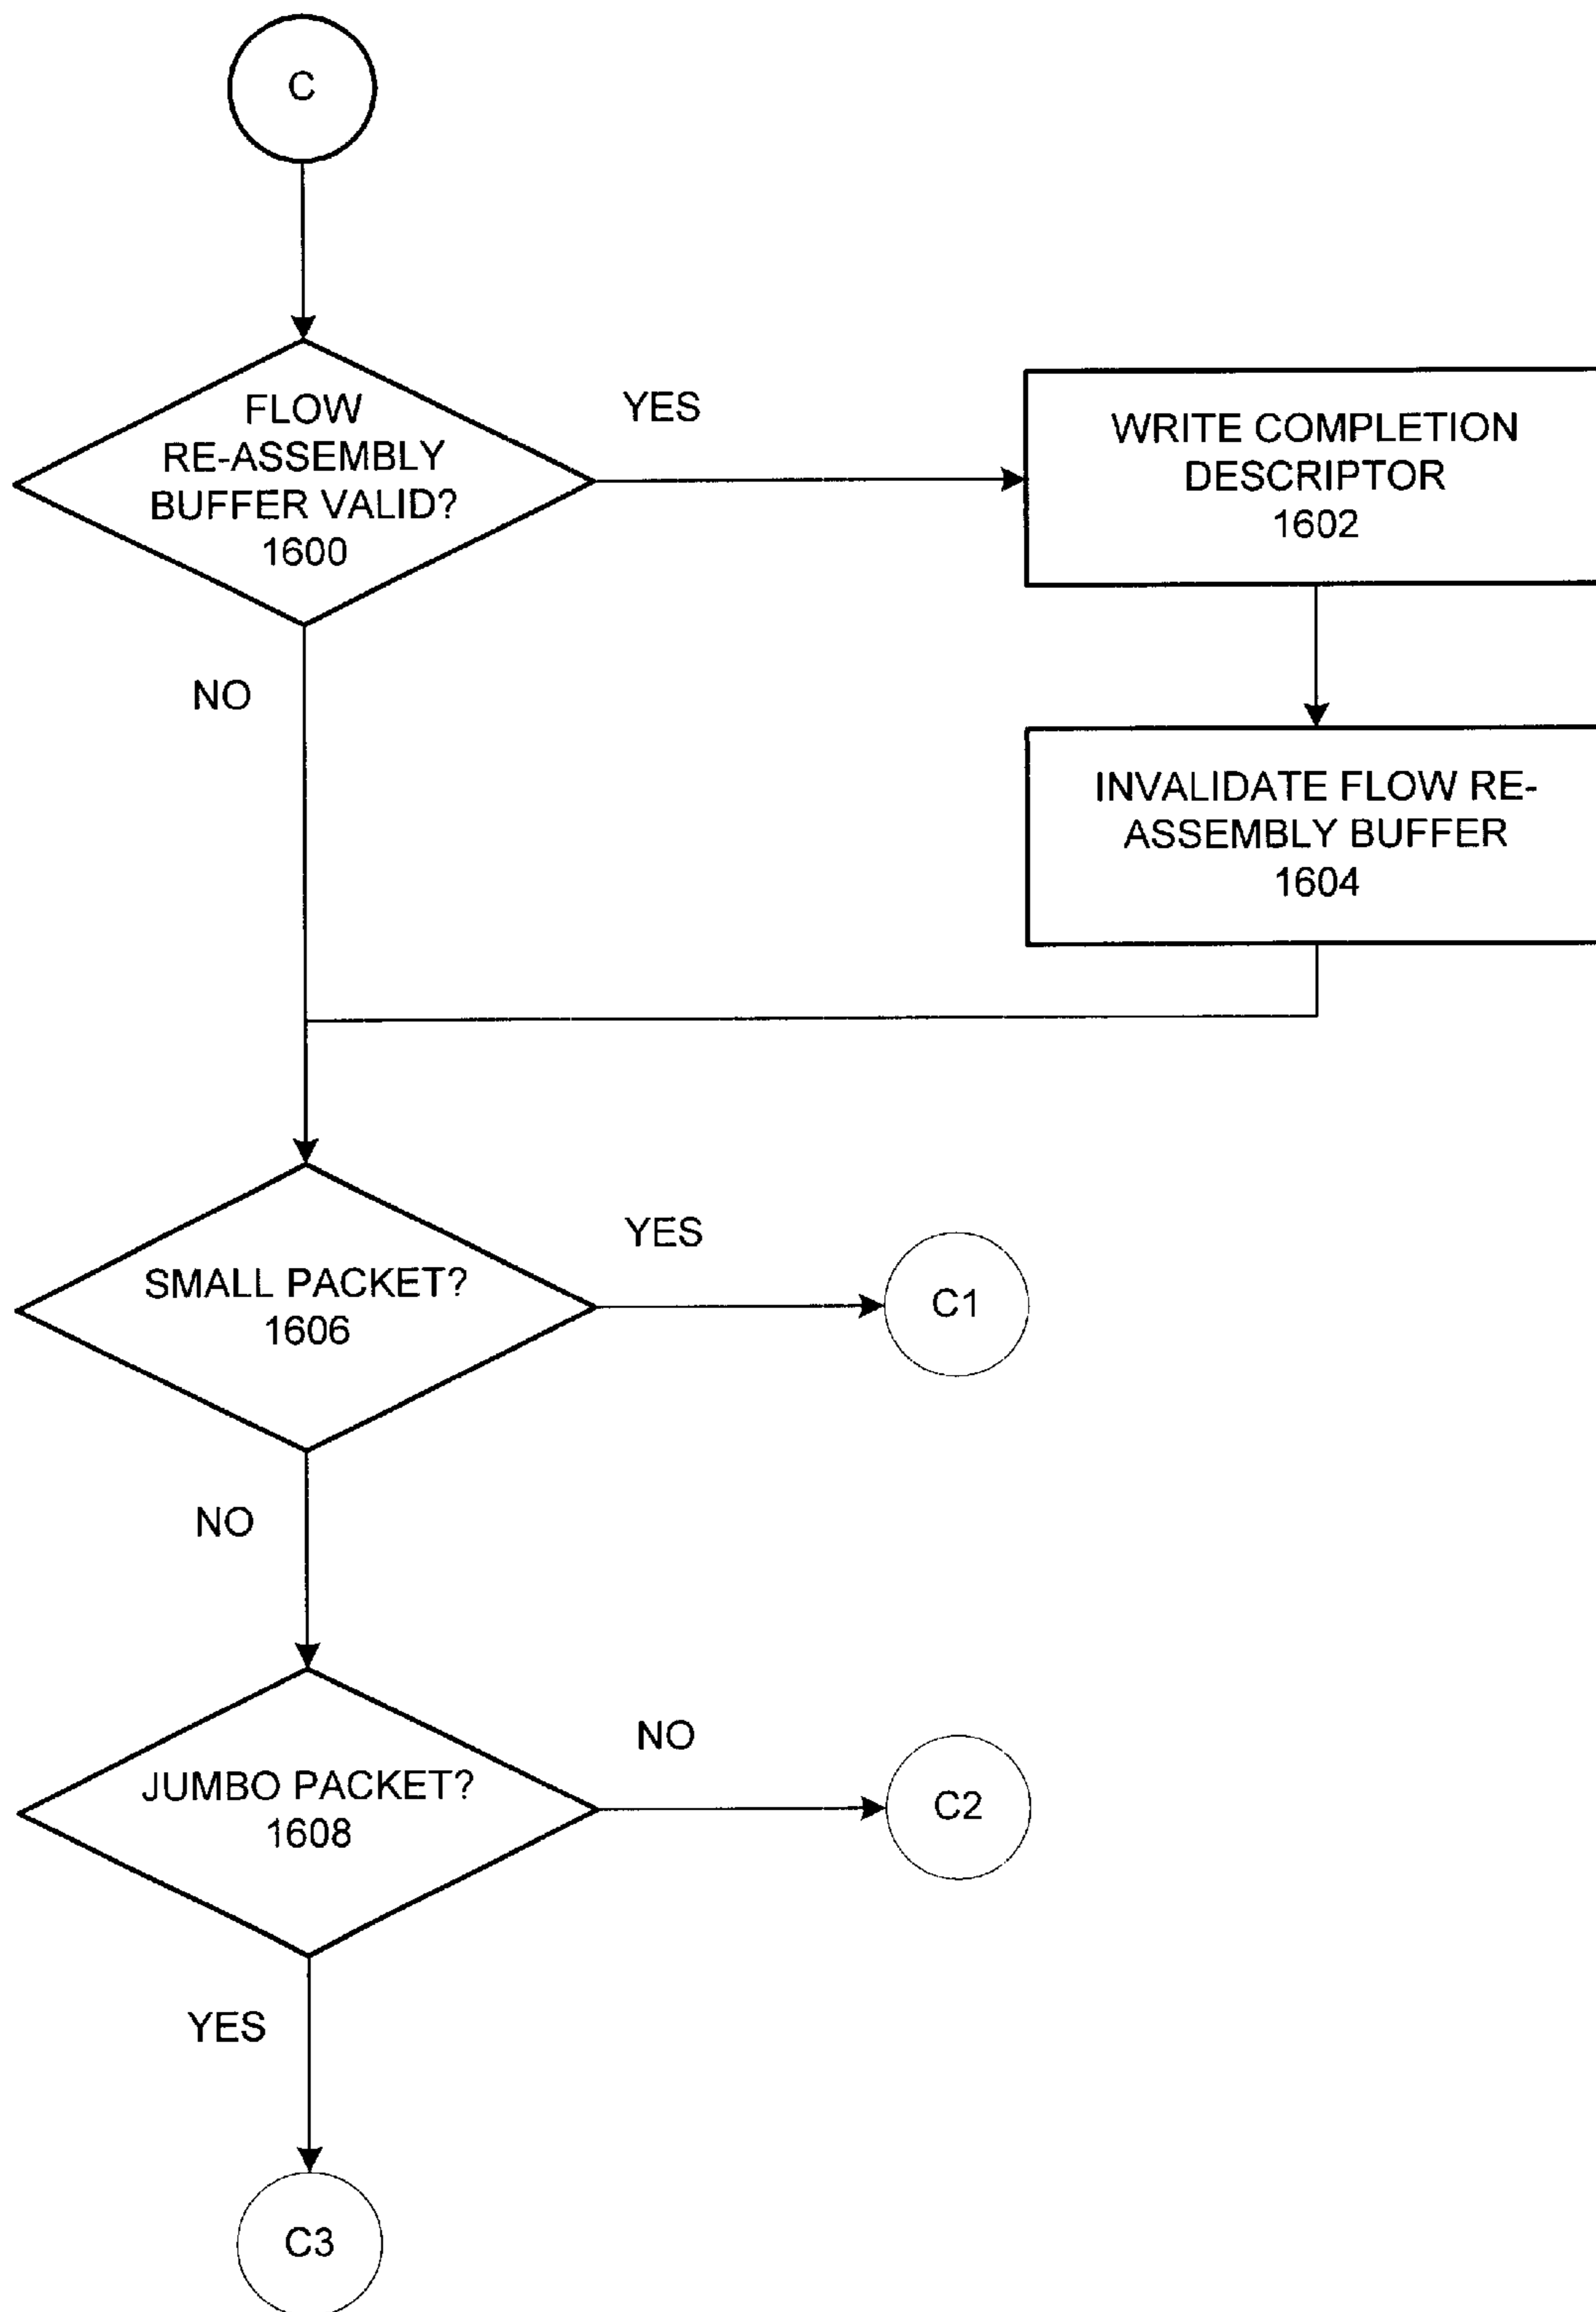 C
FLOW
RE-ASSEMBLY
BUFFER VALID?
1600
YES
WRITE COMPLETION
DESCRIPTOR
1602
NO
INVALIDATE FLOW RE-
ASSEMBLY BUFFER
1604
SMALL PACKET?
1606
YES
C1
NO
JUMBO PACKET?
1608
NO
C2
YES
C3